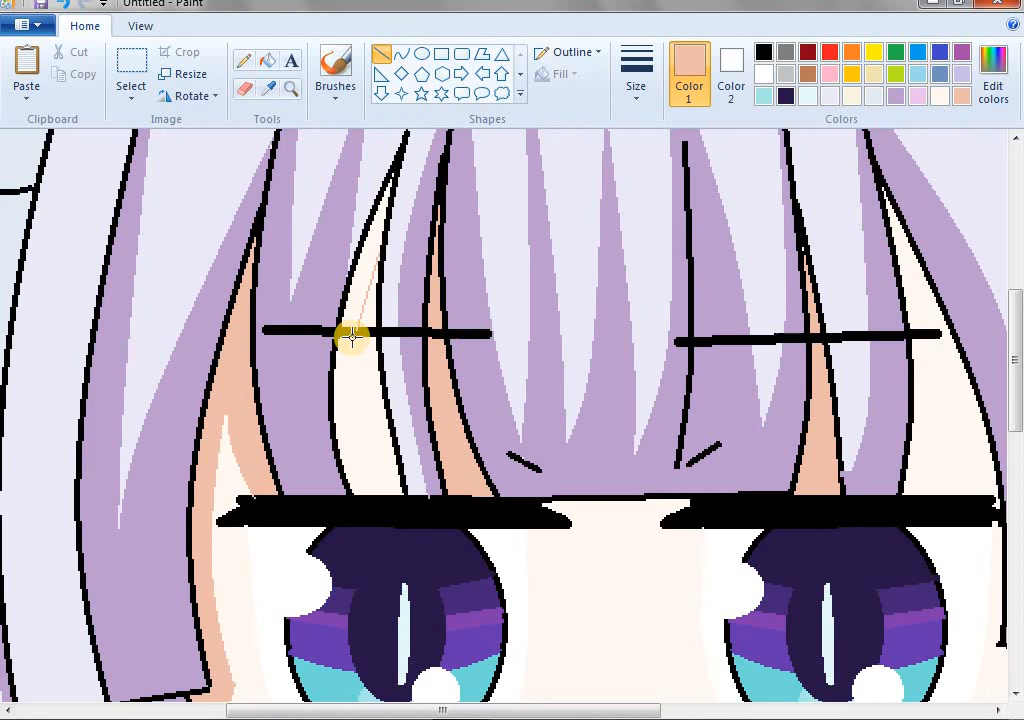 Untitled - Paint
Home View
Paste
Cut
Copy
Clipboard
Select
Crop
Resize
Rotate
Image
A
Tools
Brushes
Shapes
Outline
Fill
Size
Color 1
Color 2
Edit colors
Colors